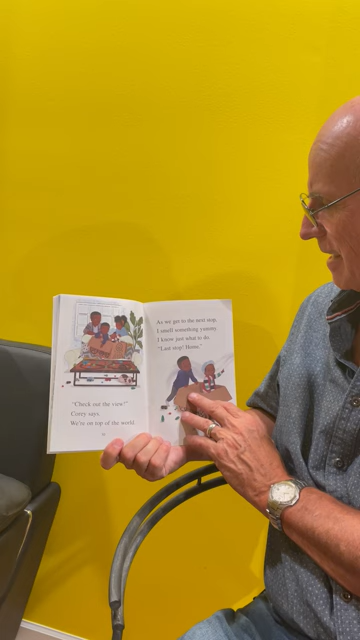 "Check out the view!"
Corey says.
We're on top of the world.
As we get to the next stop,
I smell something yummy.
I know just what to do.
"Last stop! Home."